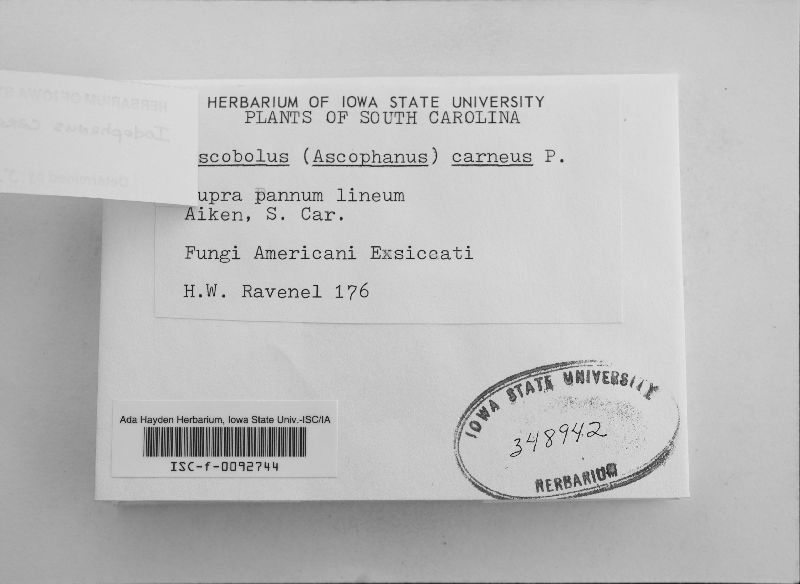 HERBARIUM OF IOWA STATE UNIVERSITY
PLANTS OF SOUTH CAROLINA
scobolus (Ascophanus) carneus P.
upra pannum lineum
Aiken, S. Car.
Fungi Americani Exsiccati
H.W. Ravenel 176
Ada Hayden Herbarium, Iowa State Univ.-ISC/IA
ISC-f-0092744
IOWA STATE UNIVERSITY
348942
HERBARIUM